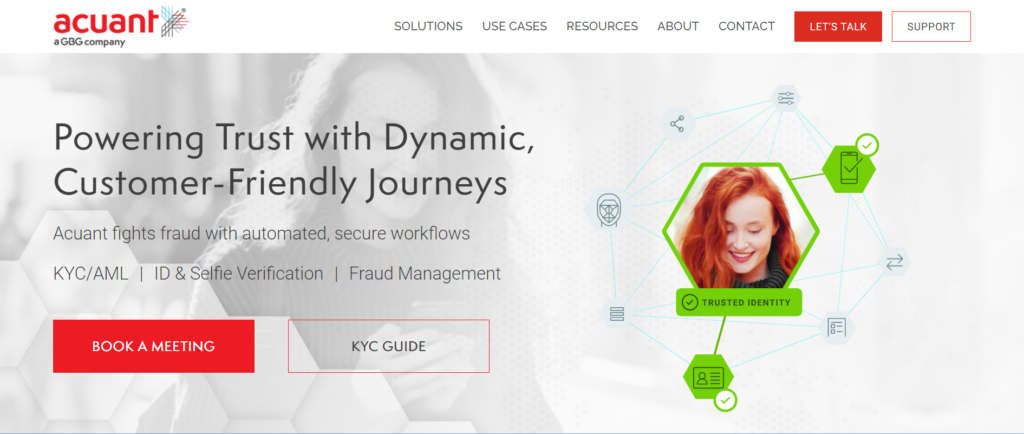 acuant
a GBG company
SOLUTIONS USE CASES RESOURCES ABOUT CONTACT LET'S TALK SUPPORT
Powering Trust with Dynamic,
Customer-Friendly Journeys
Acuant fights fraud with automated, secure workflows
KYC/AML | ID & Selfie Verification | Fraud Management
BOOK A MEETING KYC GUIDE
TRUSTED IDENTITY